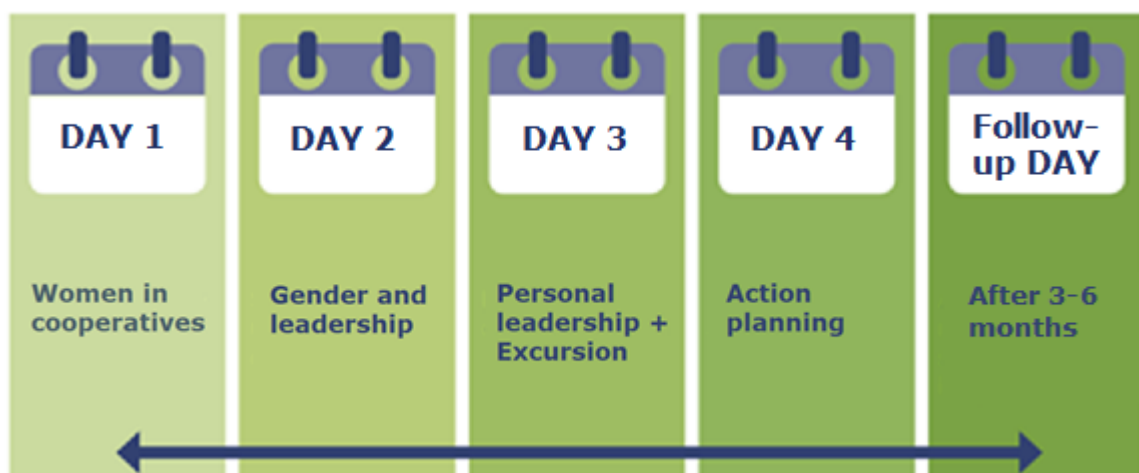 DAY 1
DAY 2
DAY 3
DAY 4
Follow-
up DAY
Women in
cooperatives
Gender and
leadership
Personal
leadership +
Excursion
Action
planning
After 3-6
months